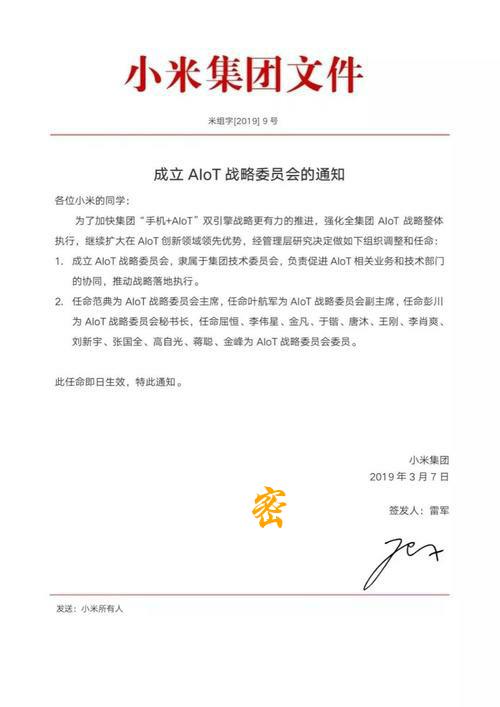 小米集团文件
米组字[2019] 9 号
成立 AIoT 战略委员会的通知
各位小米的同学：
为了加快集团“手机+AIoT”双引擎战略更有力的推进，强化全集团 AIoT 战略整体
执行，继续扩大在 AIoT 创新领域领先优势，经管理层研究决定做如下组织调整和任命：
1. 成立 AIoT 战略委员会，隶属于集团技术委员会，负责促进 AIoT 相关业务和技术部门
的协同，推动战略落地执行。
2. 任命范典为 AIoT 战略委员会主席，任命叶航军为 AIoT 战略委员会副主席，任命彭川
为 AIoT 战略委员会秘书长，任命屈恒、李伟星、金凡、于锴、唐沐、王刚、李肖爽、
刘新宇、张国全、高自光、蒋聪、金峰为 AIoT 战略委员会委员。
此任命即日生效，特此通知。
小米集团
2019 年 3 月 7 日
密
签发人：雷军
发送：小米所有人